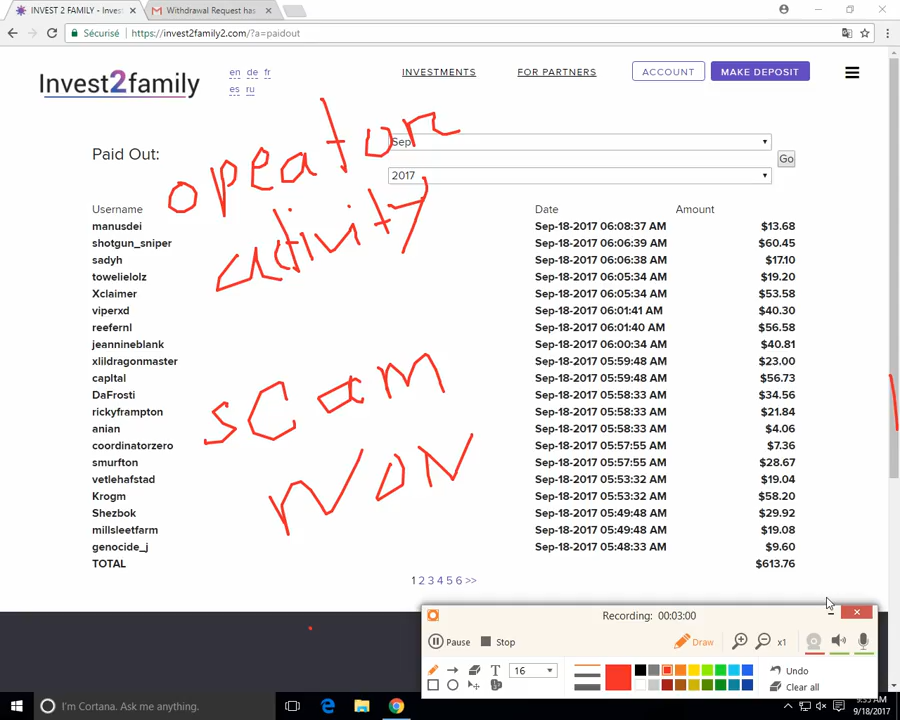 INVEST 2 FAMILY - Invest
Withdrawal Request has
Sécurisé https://invest2family2.com/?a=paidout
Invest2family
en de fr
es ru
INVESTMENTS FOR PARTNERS ACCOUNT MAKE DEPOSIT
opeator
activity
Paid Out:
Sep
2017
Go
Username Date Amount
manusdei Sep-18-2017 06:08:37 AM $13.68
shotgun_sniper Sep-18-2017 06:06:39 AM $60.45
sadyh Sep-18-2017 06:06:38 AM $17.10
towelielolz Sep-18-2017 06:05:34 AM $19.20
Xclaimer Sep-18-2017 06:05:34 AM $53.58
viperxd Sep-18-2017 06:01:41 AM $40.30
reefernl Sep-18-2017 06:01:40 AM $56.58
jeannineblank Sep-18-2017 06:00:34 AM $40.81
xlildragonmaster Sep-18-2017 05:59:48 AM $23.00
capltal Sep-18-2017 05:59:48 AM $56.73
DaFrosti Sep-18-2017 05:58:33 AM $34.56
rickyframpton Sep-18-2017 05:58:33 AM $21.84
anian Sep-18-2017 05:58:33 AM $4.06
coordinatorzero Sep-18-2017 05:57:55 AM $7.36
smurfton Sep-18-2017 05:57:55 AM $28.67
vetlehafstad Sep-18-2017 05:53:32 AM $19.04
Krogm Sep-18-2017 05:53:32 AM $58.20
Shezbok Sep-18-2017 05:49:48 AM $29.92
millsleetfarm Sep-18-2017 05:49:48 AM $19.08
genocide_j Sep-18-2017 05:48:33 AM $9.60
TOTAL $613.76
scam
NON
1 2 3 4 5 6 >>
Recording: 00:03:00
Pause Stop Draw x1
T 16 Undo
Clear all
I'm Cortana. Ask me anything.
9:33 AM
9/18/2017